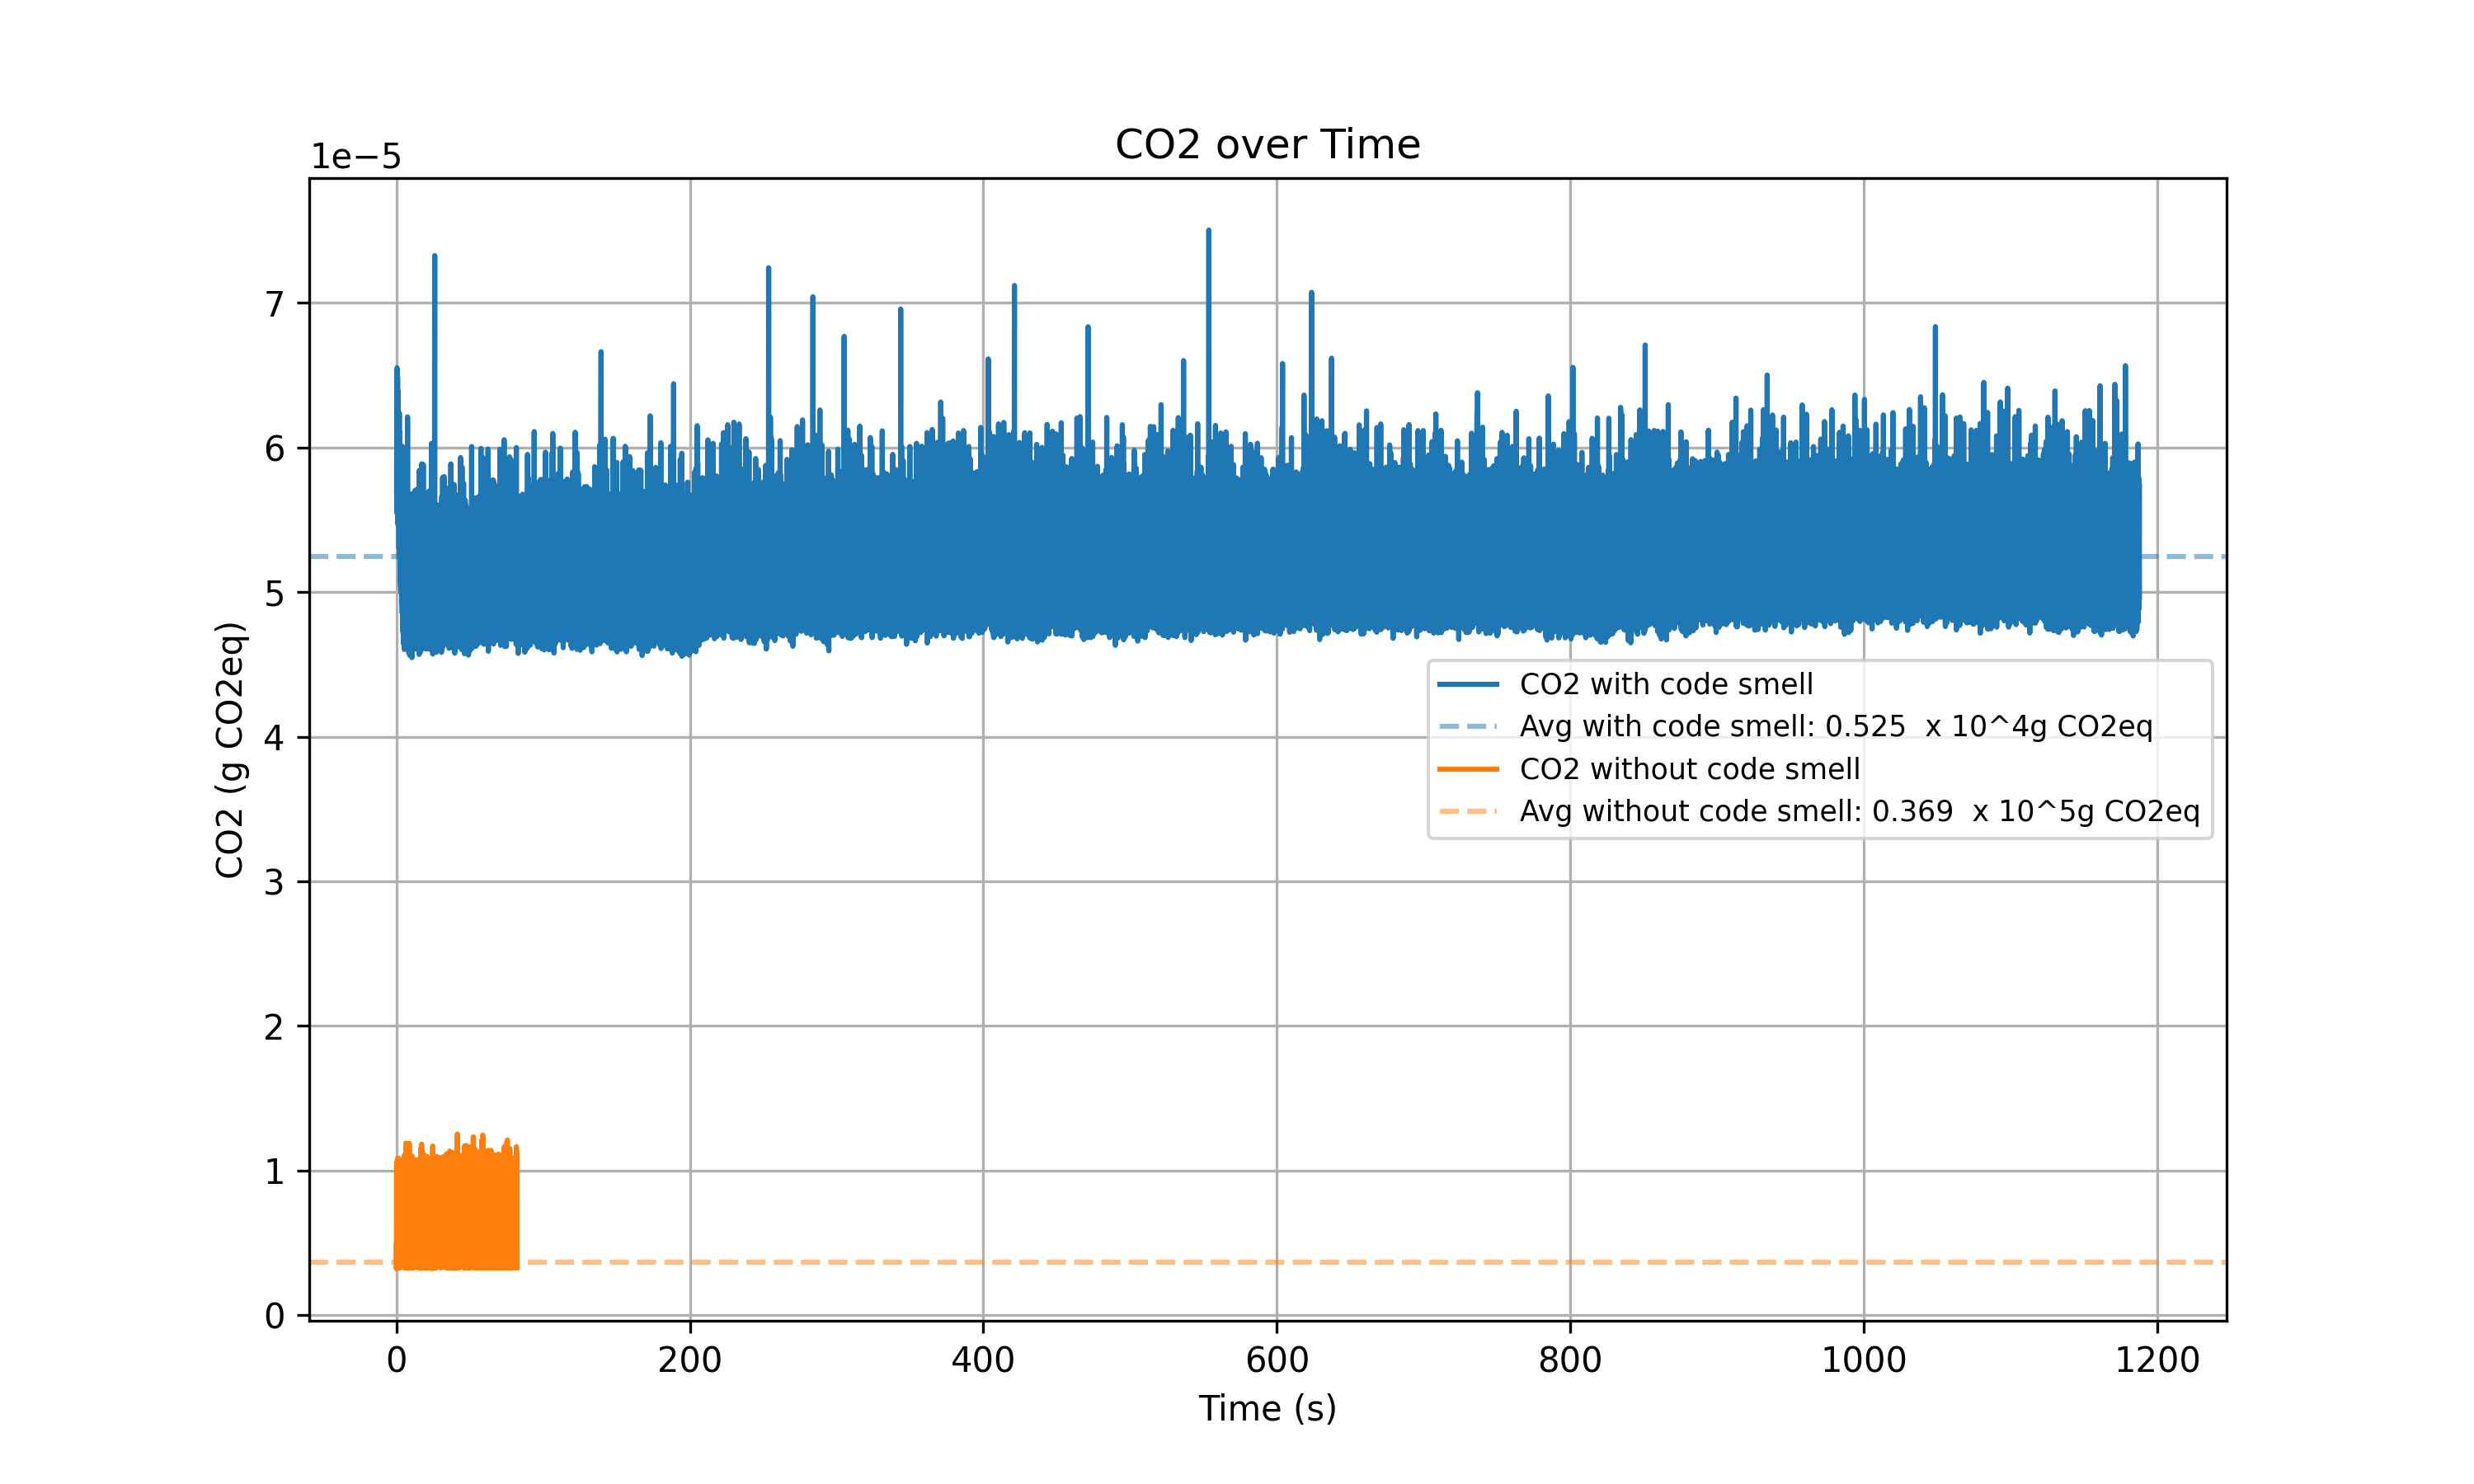 CO2 over Time
1e−5
CO2 (g CO2eq)
7
6
5
4
3
2
1
0
CO2 with code smell
Avg with code smell: 0.525  x 10^4g CO2eq
CO2 without code smell
Avg without code smell: 0.369  x 10^5g CO2eq
0 200 400 600 800 1000 1200
Time (s)